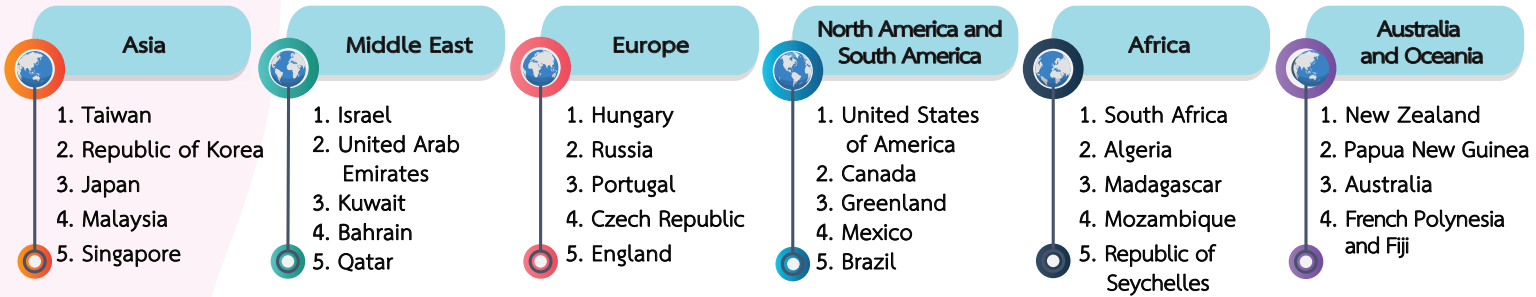 Asia
1. Taiwan
2. Republic of Korea
3. Japan
4. Malaysia
5. Singapore
Middle East
1. Israel
2. United Arab
Emirates
3. Kuwait
4. Bahrain
5. Qatar
Europe
1. Hungary
2. Russia
3. Portugal
4. Czech Republic
5. England
North America and
South America
1. United States
of America
2. Canada
3. Greenland
4. Mexico
5. Brazil
Africa
1. South Africa
2. Algeria
3. Madagascar
4. Mozambique
5. Republic of
Seychelles
Australia
and Oceania
1. New Zealand
2. Papua New Guinea
3. Australia
4. French Polynesia
and Fiji